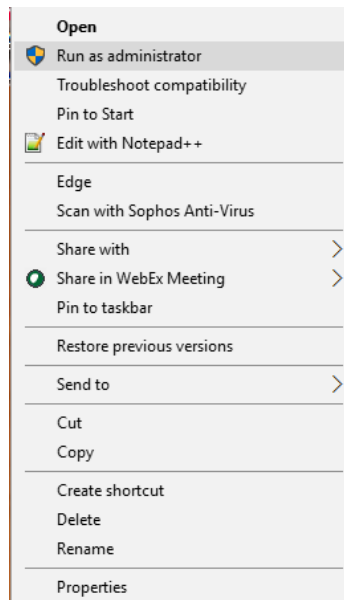 Open
Run as administrator
Troubleshoot compatibility
Pin to Start
Edit with Notepad++
Edge
Scan with Sophos Anti-Virus
Share with
Share in WebEx Meeting
Pin to taskbar
Restore previous versions
Send to
Cut
Copy
Create shortcut
Delete
Rename
Properties